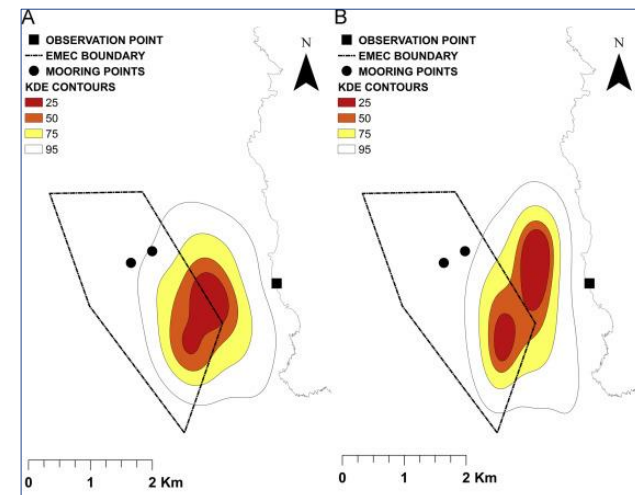 A
OBSERVATION POINT
EMEC BOUNDARY
MOORING POINTS
KDE CONTOURS
25
50
75
95
N
0 1 2 Km
B
OBSERVATION POINT
EMEC BOUNDARY
MOORING POINTS
KDE CONTOURS
25
50
75
95
N
0 1 2 Km